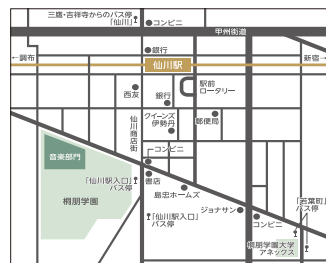 三鷹・吉祥寺からのバス停
「仙川」
コンビニ
甲州街道
銀行
←調布
仙川駅
新宿→
西友
銀行
駅前
ロータリー
クイーンズ
伊勢丹
郵便局
仙川商店街
コンビニ
音楽部門
書店
「仙川駅入口」
バス停
島忠ホームズ
桐朋学園
「仙川駅入口」
バス停
ジョナサン
コンビニ
「若葉町」
バス停
桐朋学園大学
アネックス